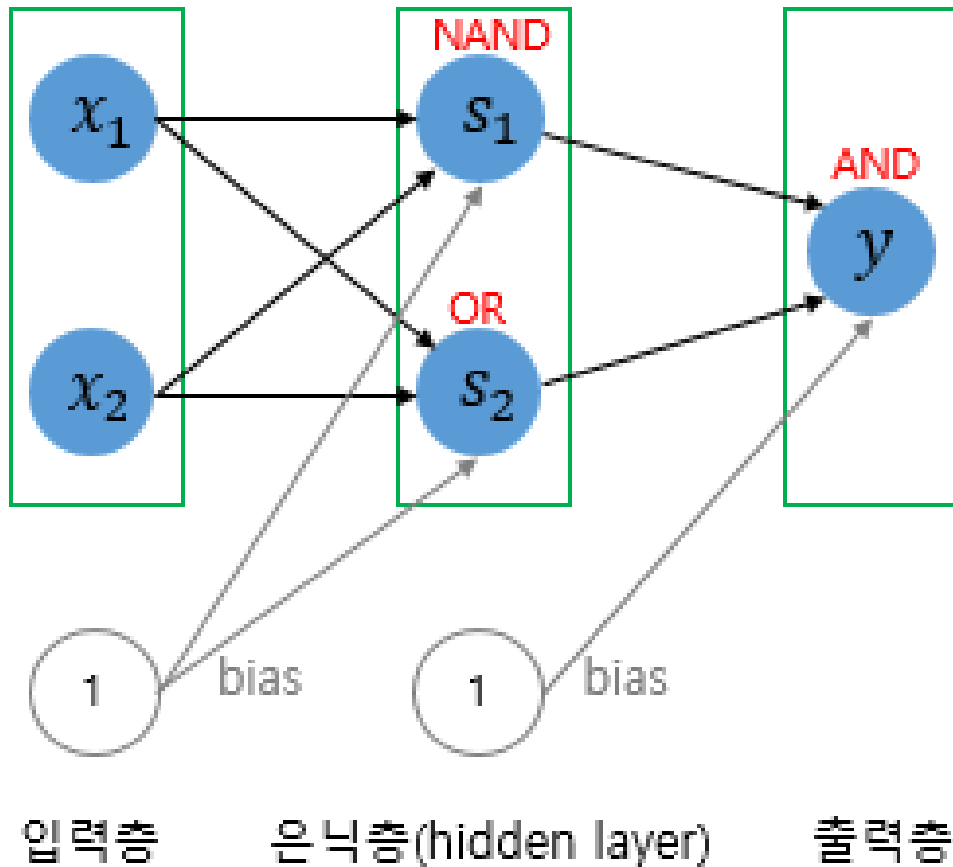 NAND
x₁ s₁
AND
y
OR
x₂ s₂
1 bias 1 bias
입력층 은닉층(hidden layer) 출력층